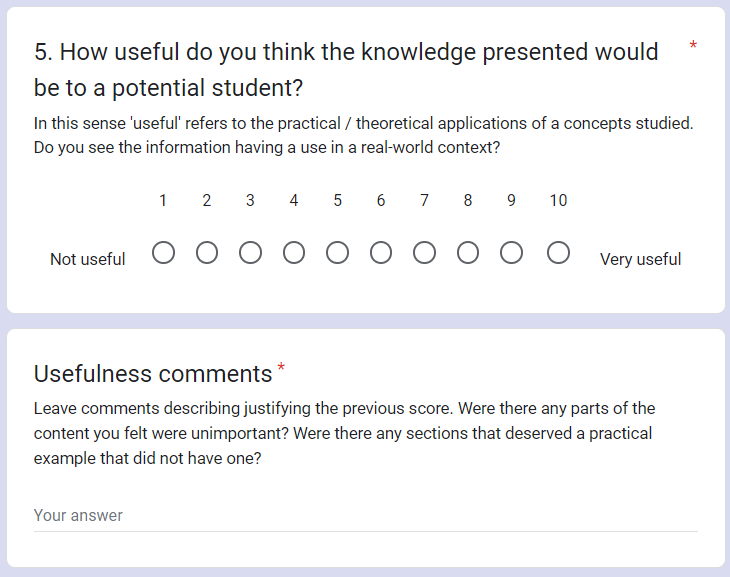 5. How useful do you think the knowledge presented would *
be to a potential student?
In this sense 'useful' refers to the practical / theoretical applications of a concepts studied.
Do you see the information having a use in a real-world context?
1 2 3 4 5 6 7 8 9 10
Not useful Very useful
Usefulness comments *
Leave comments describing justifying the previous score. Were there any parts of the
content you felt were unimportant? Were there any sections that deserved a practical
example that did not have one?
Your answer